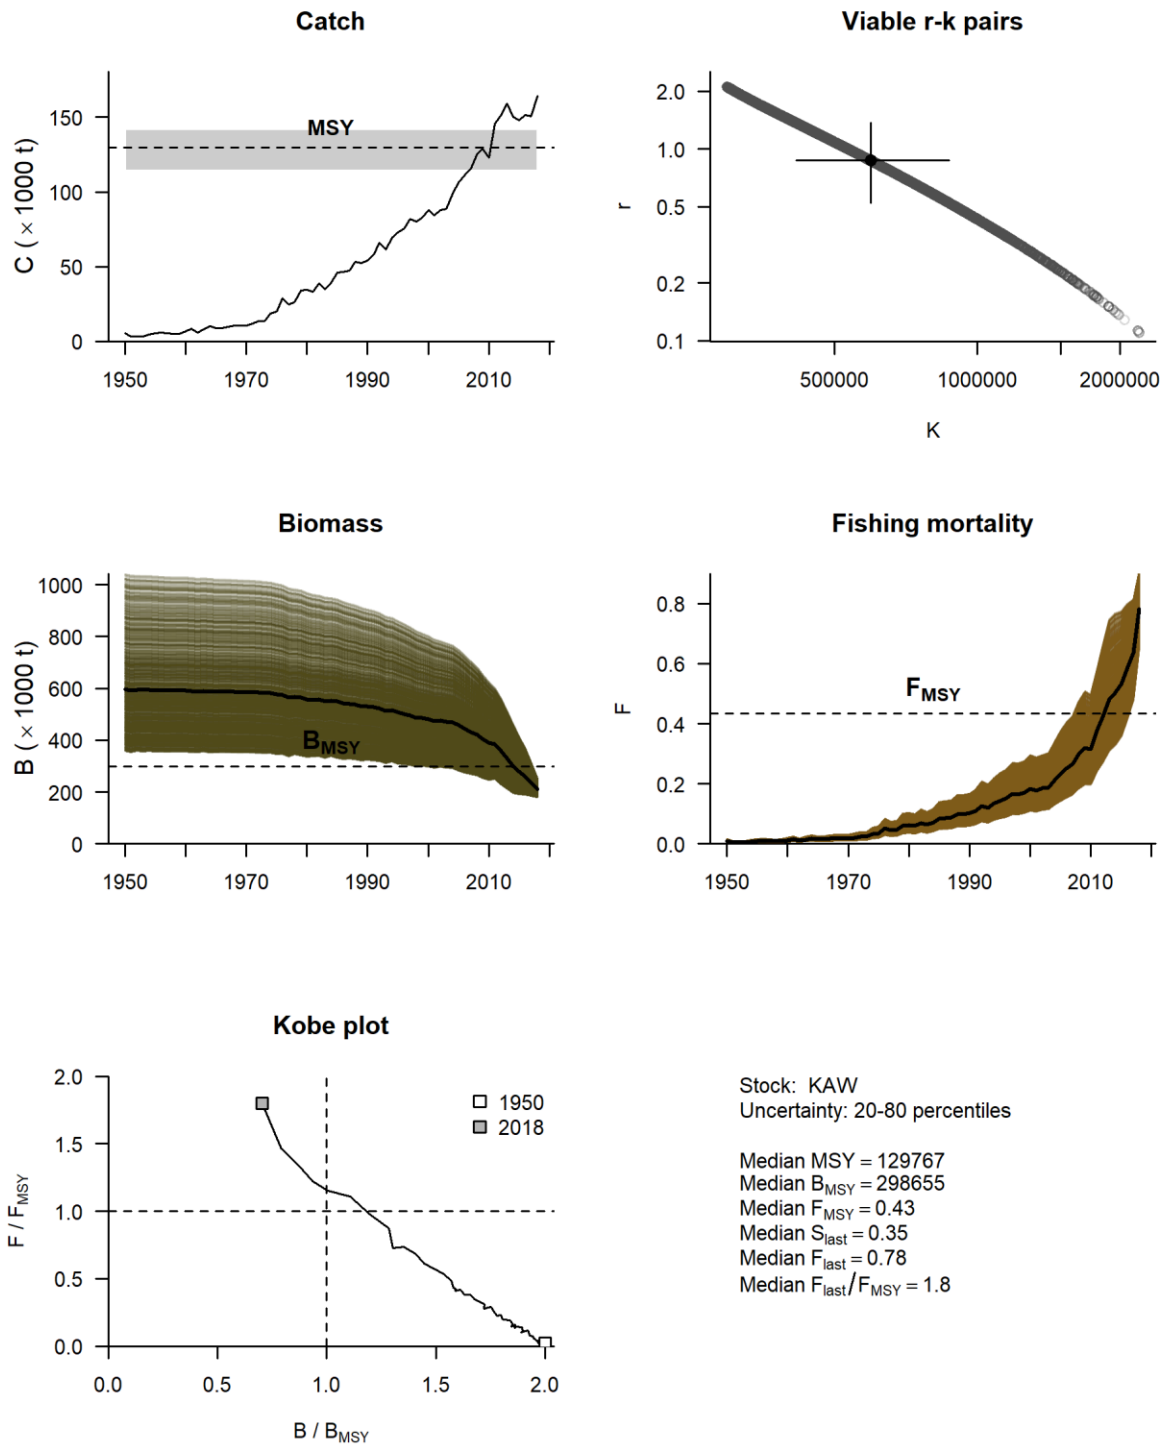 Catch
C ( × 1000 t)
150
100
50
0
MSY
1950 1970 1990 2010
Viable r-k pairs
r
2.0
1.0
0.5
0.2
0.1
500000 1000000 2000000
K
Biomass
B ( × 1000 t)
1000
800
600
400
200
0
BMSY
1950 1970 1990 2010
Fishing mortality
F
0.8
0.6
0.4
0.2
0.0
FMSY
1950 1970 1990 2010
Kobe plot
F / FMSY
2.0
1.5
1.0
0.5
0.0
1950
2018
0.0 0.5 1.0 1.5 2.0
B / BMSY
Stock: KAW
Uncertainty: 20-80 percentiles
Median MSY = 129767
Median BMSY = 298655
Median FMSY = 0.43
Median Slast = 0.35
Median Flast = 0.78
Median Flast/FMSY = 1.8